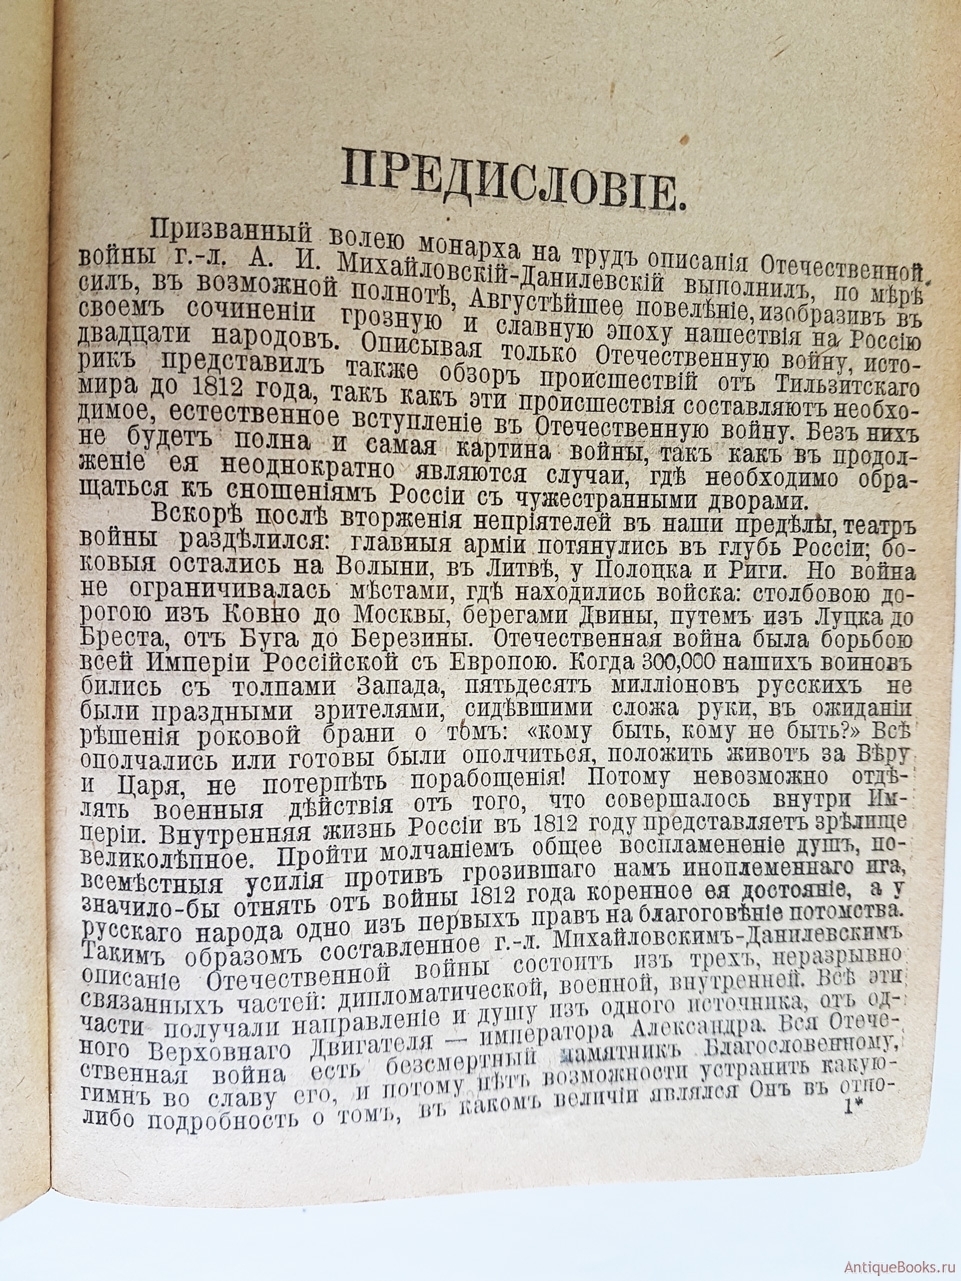 ПРЕДИСЛОВІЕ.
Призванный волею монарха на трудъ описанія Отечественной
войны г.-л. А. И. Михайловскій-Данилевскій выполнилъ, по мѣрѣ
силъ, въ возможной полнотѣ, Августѣйшее повелѣніе, изобразивъ въ
своемъ сочиненіи грозную и славную эпоху нашествія на Россію
двадцати народовъ. Описывая только Отечественную войну, исто-
рикъ представилъ также обзоръ происшествій отъ Тильзитскаго
мира до 1812 года, такъ какъ эти происшествія составляютъ необхо-
димое, естественное вступленіе въ Отечественную войну. Безъ нихъ
не будетъ полна и самая картина войны, такъ какъ въ продол-
женіе ея неоднократно являются случаи, гдѣ необходимо обра-
щаться къ сношеніямъ Россіи съ чужестранными дворами.
Вскорѣ послѣ вторженія непріятелей въ наши предѣлы, театръ
войны раздѣлился: главныя арміи потянулись въ глубь Россіи; бо-
ковыя остались на Волыни, въ Литвѣ, у Полоцка и Риги. Но война
не ограничивалась мѣстами, гдѣ находились войска: столбовою до-
рогою изъ Ковно до Москвы, берегами Двины, путемъ изъ Луцка до
Бреста, отъ Буга до Березины. Отечественная война была борьбою
всей Имперіи Россійской съ Европою. Когда 300,000 нашихъ воиновъ
бились съ толпами Запада, пятьдесятъ милліоновъ русскихъ не
были праздными зрителями, сидѣвшими сложа руки, въ ожиданіи
рѣшенія роковой брани о томъ: «кому быть, кому не быть?» Всѣ
ополчались или готовы были ополчиться, положить животъ за Вѣру
и Царя, не потерпѣть порабощенія! Потому невозможно отдѣ-
лять военныя дѣйствія отъ того, что совершалось внутри Им-
періи. Внутренняя жизнь Россіи въ 1812 году представляетъ зрѣлище
великолѣпное. Пройти молчаніемъ общее воспламененіе душъ, по-
всемѣстныя усилія противъ грозившаго намъ иноплеменнаго ига,
значило-бы отнять отъ войны 1812 года коренное ея достояніе, а у
русскаго народа одно изъ первыхъ правъ на благоговѣніе потомства.
Такимъ образомъ составленное г.-л. Михайловскимъ-Данилевскимъ
описаніе Отечественной войны состоитъ изъ трехъ, неразрывно
связанныхъ частей: дипломатической, военной, внутренней. Всѣ эти
части получали направленіе и душу изъ одного источника, отъ од-
ного Верховнаго Двигателя — императора Александра. Вся Отече-
ственная война есть безсмертный памятникъ Благословенному,
гимнъ во славу его, и потому нѣтъ возможности устранить какую-
либо подробность о томъ, въ какомъ величіи являлся Онъ въ отно-
1*
AntiqueBooks.ru